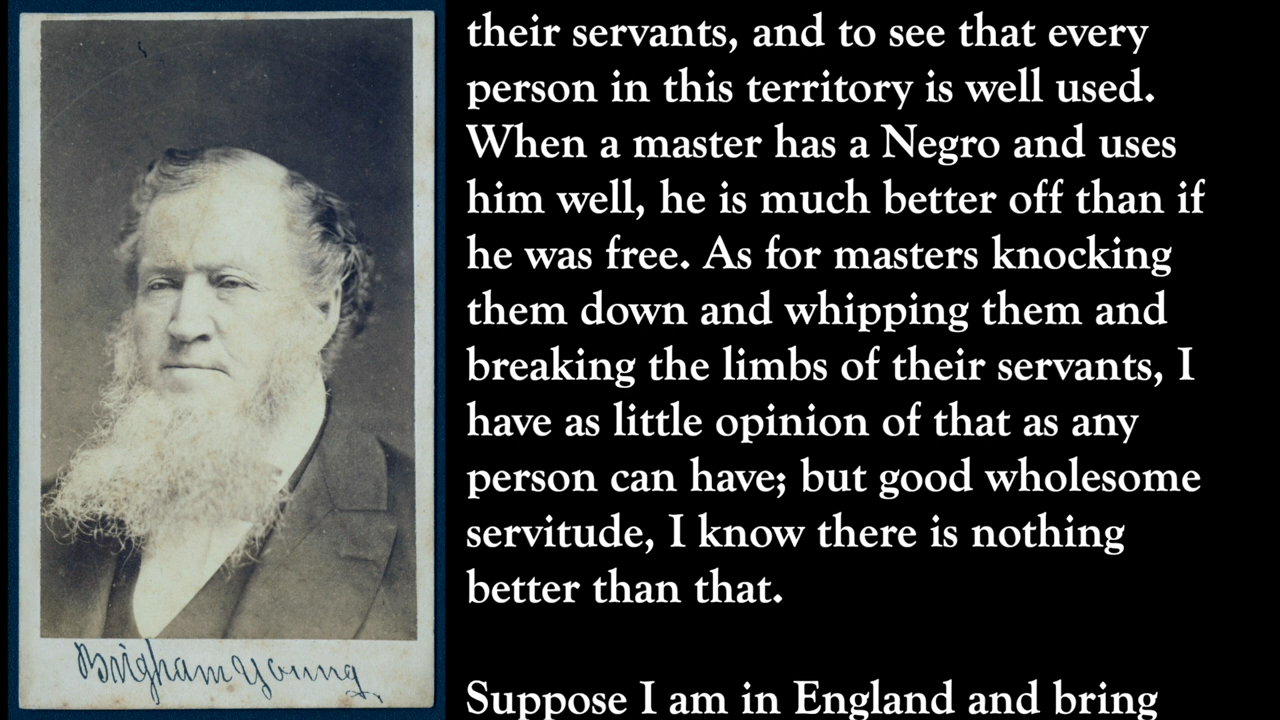 their servants, and to see that every
person in this territory is well used.
When a master has a Negro and uses
him well, he is much better off than if
he was free. As for masters knocking
them down and whipping them and
breaking the limbs of their servants, I
have as little opinion of that as any
person can have; but good wholesome
servitude, I know there is nothing
better than that.
Suppose I am in England and bring
Brigham Young